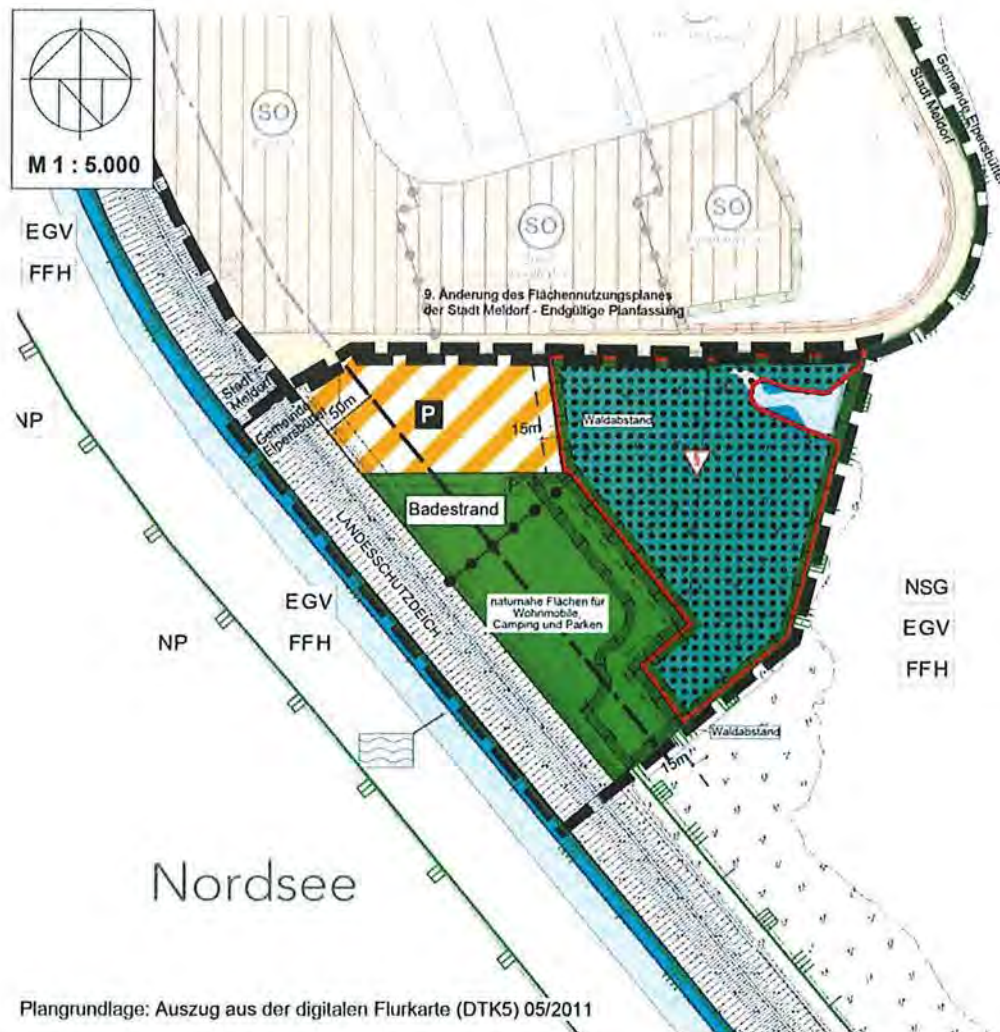 M 1 : 5.000
SO
SO
SO
Gemeinde Elpersbüttel
Stadt Meldorf
EGV
FFH
9. Änderung des Flächennutzungsplanes
der Stadt Meldorf - Endgültige Planfassung
Stadt
Meldorf
Gemeinde
Elpersbüttel
50m
P
15m
Waldabstand
NP
Badestrand
LANDESSCHUTZDEICH
naturnahe Flächen für
Wohnmobile,
Camping und Parken
EGV
FFH
NP
NSG
EGV
FFH
Waldabstand
15m
Nordsee
Plangrundlage: Auszug aus der digitalen Flurkarte (DTK5) 05/2011